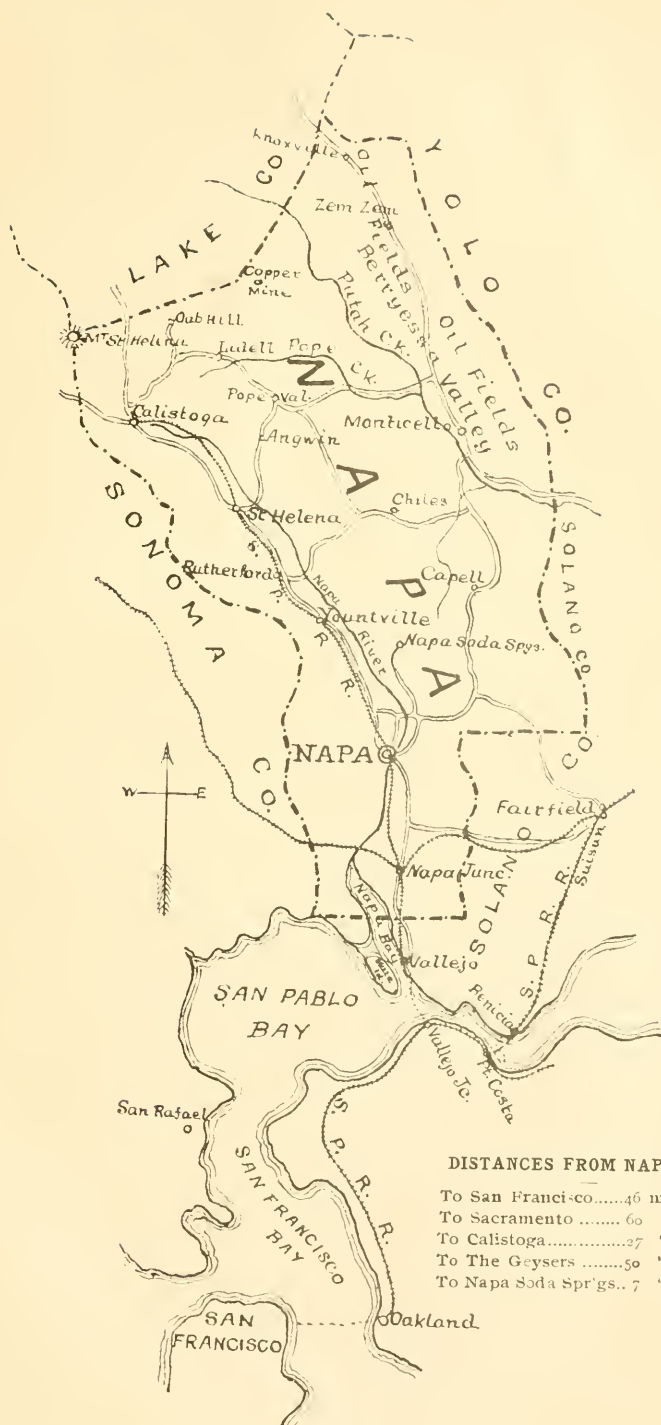 Knoxville
Oil Fields
YOLO CO.
Zem Zem
LAKE CO
Copper Mine
Putah CK.
Berryessa Valley
Oil Fields
Mt St Helena
Oat Hill
Lidell
Pope CK.
NAPA
Pope Val.
Calistoga
Angwin
Monticello
SONOMA CO.
St Helena
Chiles
SOLANO CO.
Rutherford
S. P. R. R.
Napa River
Capell
Yountville
Napa Soda Spgs.
NAPA
W
E
Fairfield
Suisun
Napa Junc.
SOLANO CO
S. P. R. R.
Napa Bay
Vallejo
SAN PABLO BAY
Benicia
Vallejo Jc.
Pt. Costa
San Rafael
S. P. R. R.
SAN FRANCISCO BAY
DISTANCES FROM NAP
To San Francisco......46 m
To Sacramento ........ 60 "
To Calistoga...............27 "
To The Geysers ........50 "
To Napa Soda Spr'gs.. 7 "
SAN FRANCISCO
Oakland